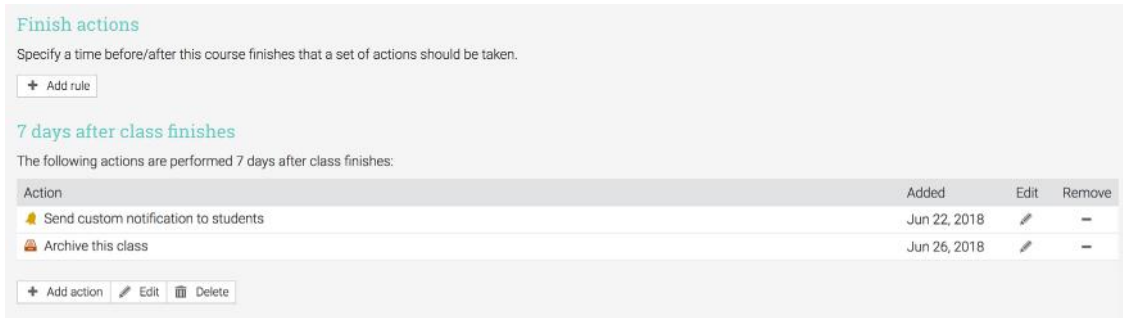 Finish actions
Specify a time before/after this course finishes that a set of actions should be taken.
Add rule
7 days after class finishes
The following actions are performed 7 days after class finishes:
Action Added Edit Remove
Send custom notification to students Jun 22, 2018
Archive this class Jun 26, 2018
Add action Edit Delete